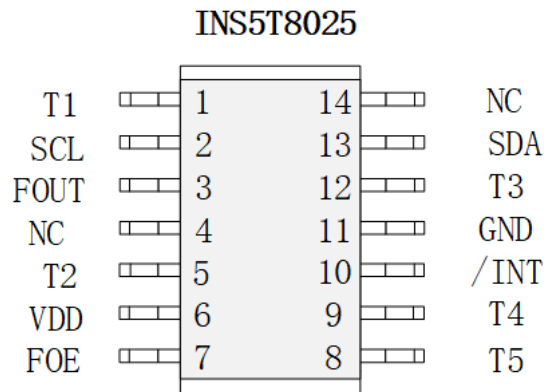 INS5T8025
T1 1 14 NC
SCL 2 13 SDA
FOUT 3 12 T3
NC 4 11 GND
T2 5 10 /INT
VDD 6 9 T4
FOE 7 8 T5